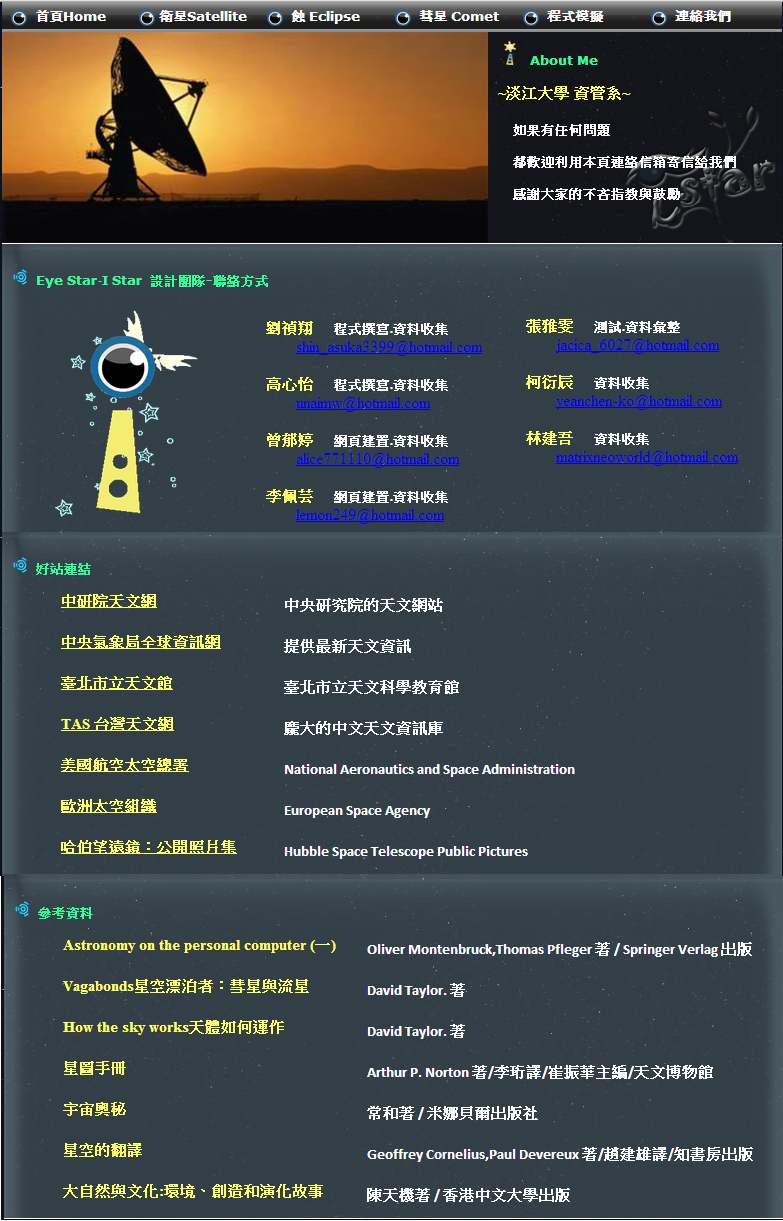 首頁Home 衛星Satellite 蝕 Eclipse 彗星 Comet 程式模擬 連絡我們
About Me
~淡江大學 資管系~
如果有任何問題
都歡迎利用本頁連絡信箱寄信給我們
感謝大家的不吝指教與鼓勵
Estar
Eye Star-I Star 設計團隊-聯絡方式
劉禎翔 程式撰寫.資料收集
shin_asuka3399@hotmail.com
高心怡 程式撰寫.資料收集
unaimw@hotmail.com
曾郁婷 網頁建置.資料收集
alice771110@hotmail.com
李佩芸 網頁建置.資料收集
lemon249@hotmail.com
張雅雯 測試.資料彙整
jacica_6027@hotmail.com
柯衍辰 資料收集
yeanchen-ko@hotmail.com
林建吾 資料收集
matrixneoworld@hotmail.com
好站連結
中研院天文網 中央研究院的天文網站
中央氣象局全球資訊網 提供最新天文資訊
臺北市立天文館 臺北市立天文科學教育館
TAS 台灣天文網 龐大的中文天文資訊庫
美國航空太空總署 National Aeronautics and Space Administration
歐洲太空組織 European Space Agency
哈伯望遠鏡：公開照片集 Hubble Space Telescope Public Pictures
參考資料
Astronomy on the personal computer (一) Oliver Montenbruck,Thomas Pfleger 著 / Springer Verlag 出版
Vagabonds星空漂泊者：彗星與流星 David Taylor. 著
How the sky works天體如何運作 David Taylor. 著
星圖手冊 Arthur P. Norton 著/李珩譯/崔振華主編/天文博物館
宇宙奧秘 常和著 / 米娜貝爾出版社
星空的翻譯 Geoffrey Cornelius,Paul Devereux 著/趙建雄譯/知書房出版
大自然與文化:環境、創造和演化故事 陳天機著 / 香港中文大學出版